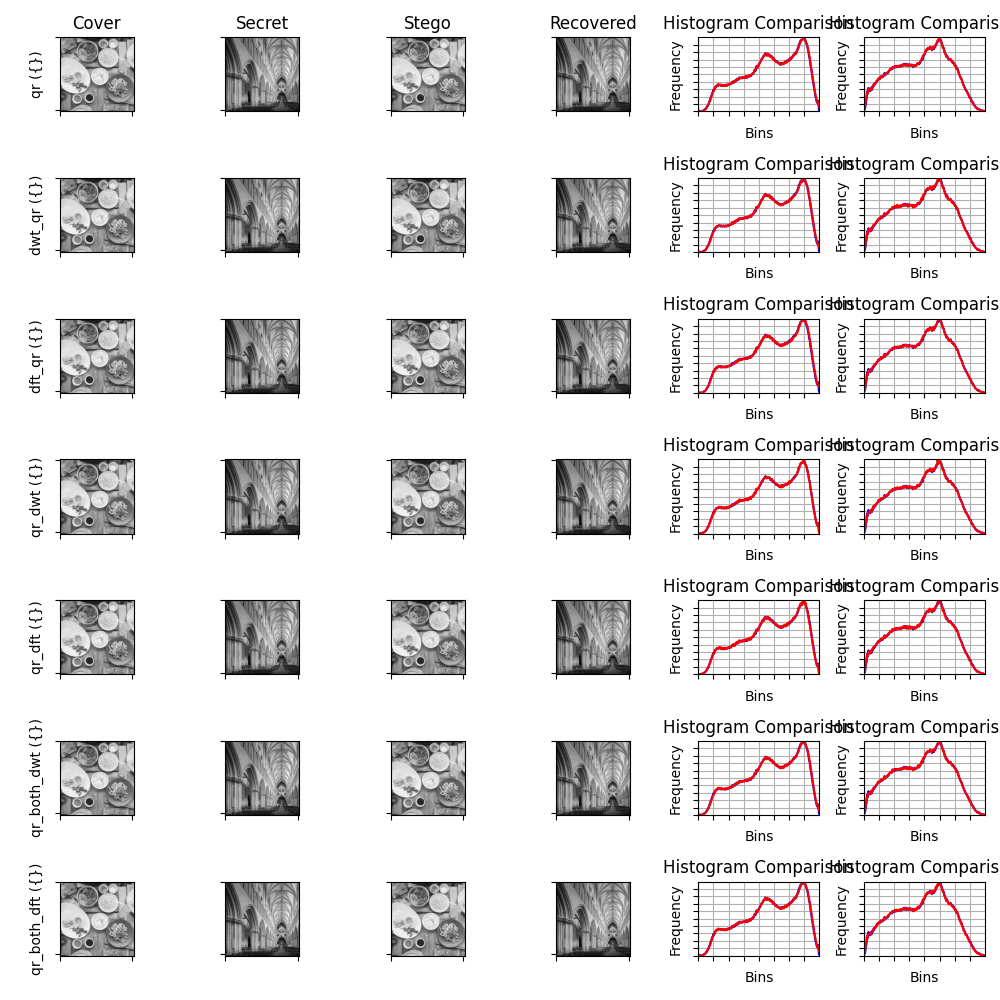 Cover Secret Stego Recovered Histogram Comparison Histogram Comparis
qr ({}) Frequency Frequency
Bins Bins
Histogram Comparison Histogram Comparis
dwt_qr ({}) Frequency Frequency
Bins Bins
Histogram Comparison Histogram Comparis
dft_qr ({}) Frequency Frequency
Bins Bins
Histogram Comparison Histogram Comparis
qr_dwt ({}) Frequency Frequency
Bins Bins
Histogram Comparison Histogram Comparis
qr_dft ({}) Frequency Frequency
Bins Bins
Histogram Comparison Histogram Comparis
qr_both_dwt ({}) Frequency Frequency
Bins Bins
Histogram Comparison Histogram Comparis
qr_both_dft ({}) Frequency Frequency
Bins Bins